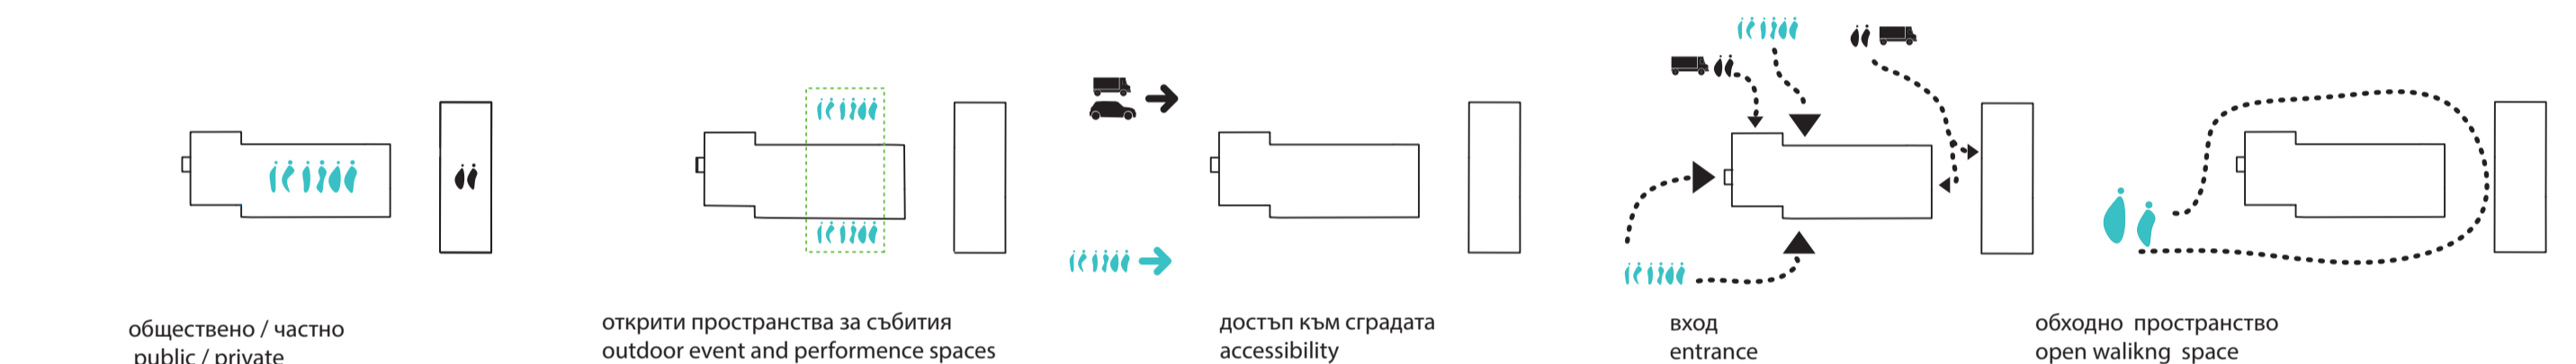 обществено / частно
public / private
открити пространства за събития
outdoor event and performence spaces
достъп към сградата
accessibility
вход
entrance
обходно пространство
open walikng space